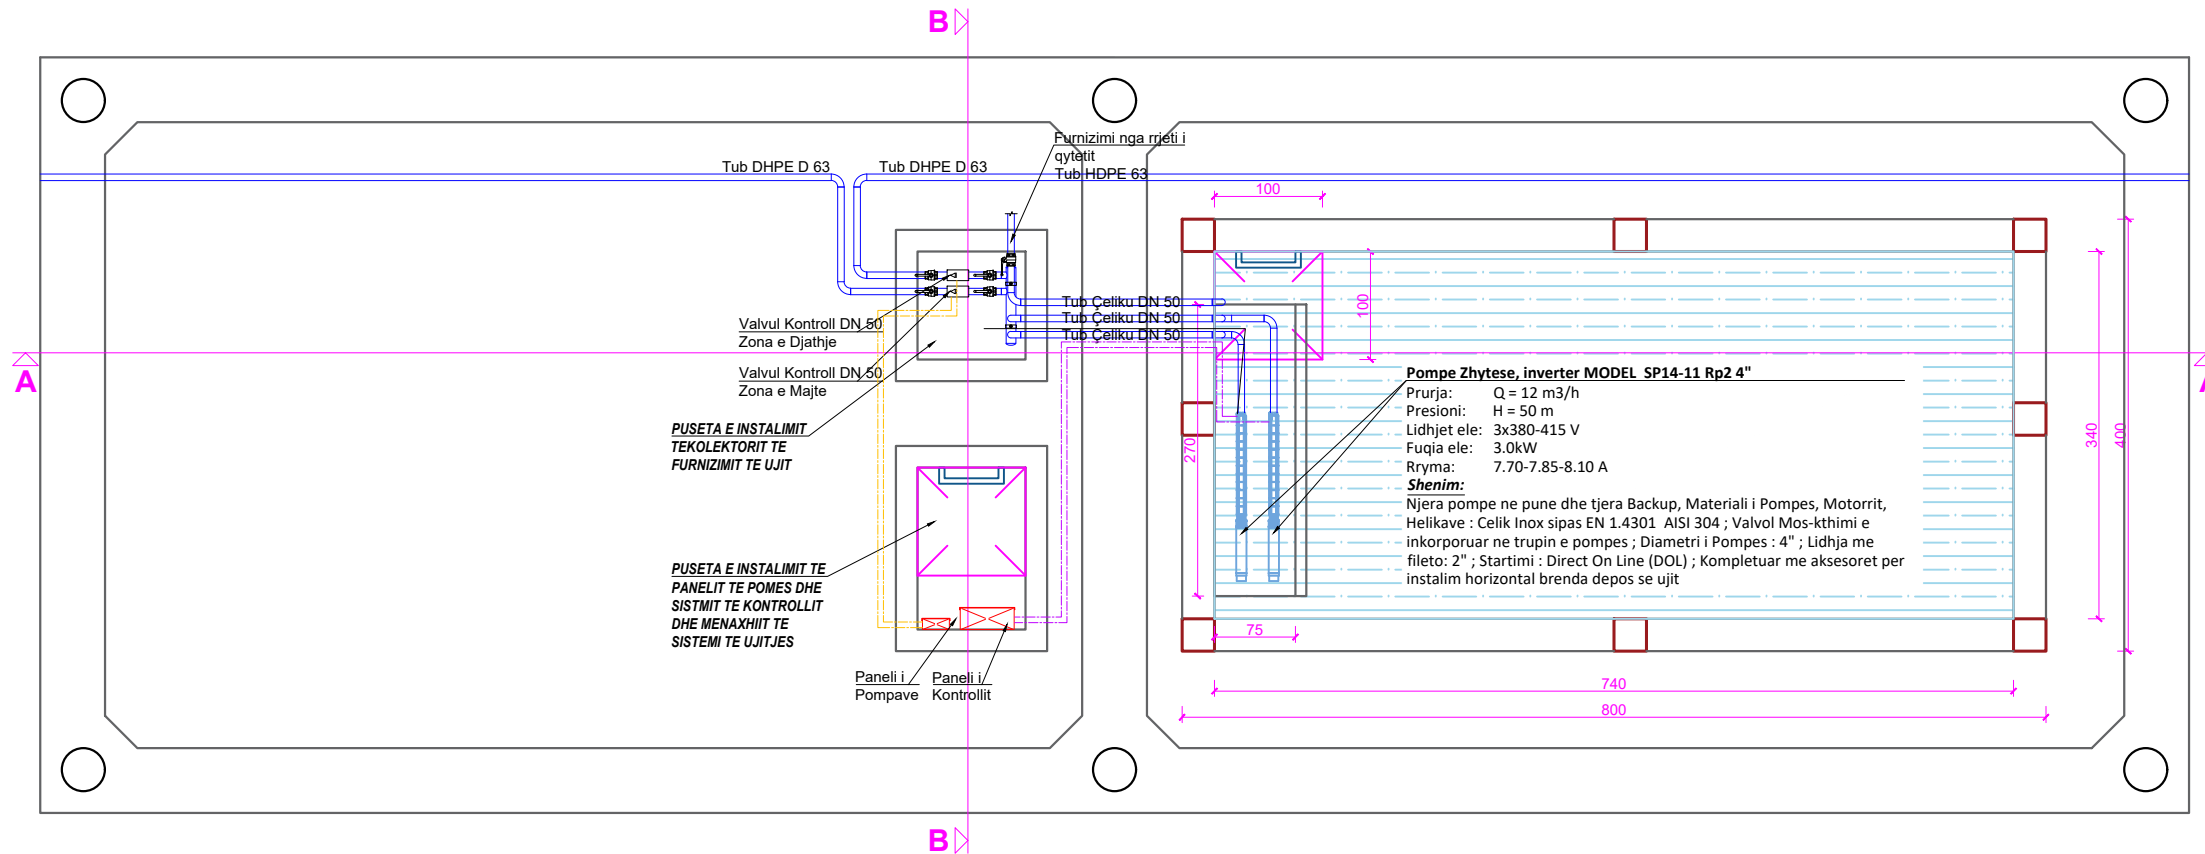 B
Furnizimi nga rrjeti i
qytetit
Tub HDPE 63
Tub DHPE D 63
Tub DHPE D 63
100
100
Tub Çeliku DN 50
Tub Çeliku DN 50
Tub Çeliku DN 50
Valvul Kontroll DN 50
Zona e Djathje
Valvul Kontroll DN 50
Zona e Majte
A
PUSETA E INSTALIMIT
TEKOLEKTORIT TE
FURNIZIMIT TE UJIT
Pompe Zhytese, inverter MODEL SP14-11 Rp2 4"
Prurja: Q = 12 m3/h
Presioni: H = 50 m
Lidhjet ele: 3x380-415 V
Fuqia ele: 3.0kW
Rryma: 7.70-7.85-8.10 A
Shenim:
Njera pompe ne pune dhe tjera Backup, Materiali i Pompes, Motorrit,
Helikave : Celik Inox sipas EN 1.4301 AISI 304 ; Valvol Mos-kthimi e
inkorporuar ne trupin e pompes ; Diametri i Pompes : 4" ; Lidhja me
fileto: 2" ; Startimi : Direct On Line (DOL) ; Kompletuar me aksesoret per
instalim horizontal brenda depos se ujit
270
340
400
PUSETA E INSTALIMIT TE
PANELIT TE POMES DHE
SISTMIT TE KONTROLLIT
DHE MENAXHIIT TE
SISTEMI TE UJITJES
75
Paneli i
Pompave
Paneli i
Kontrollit
740
800
B